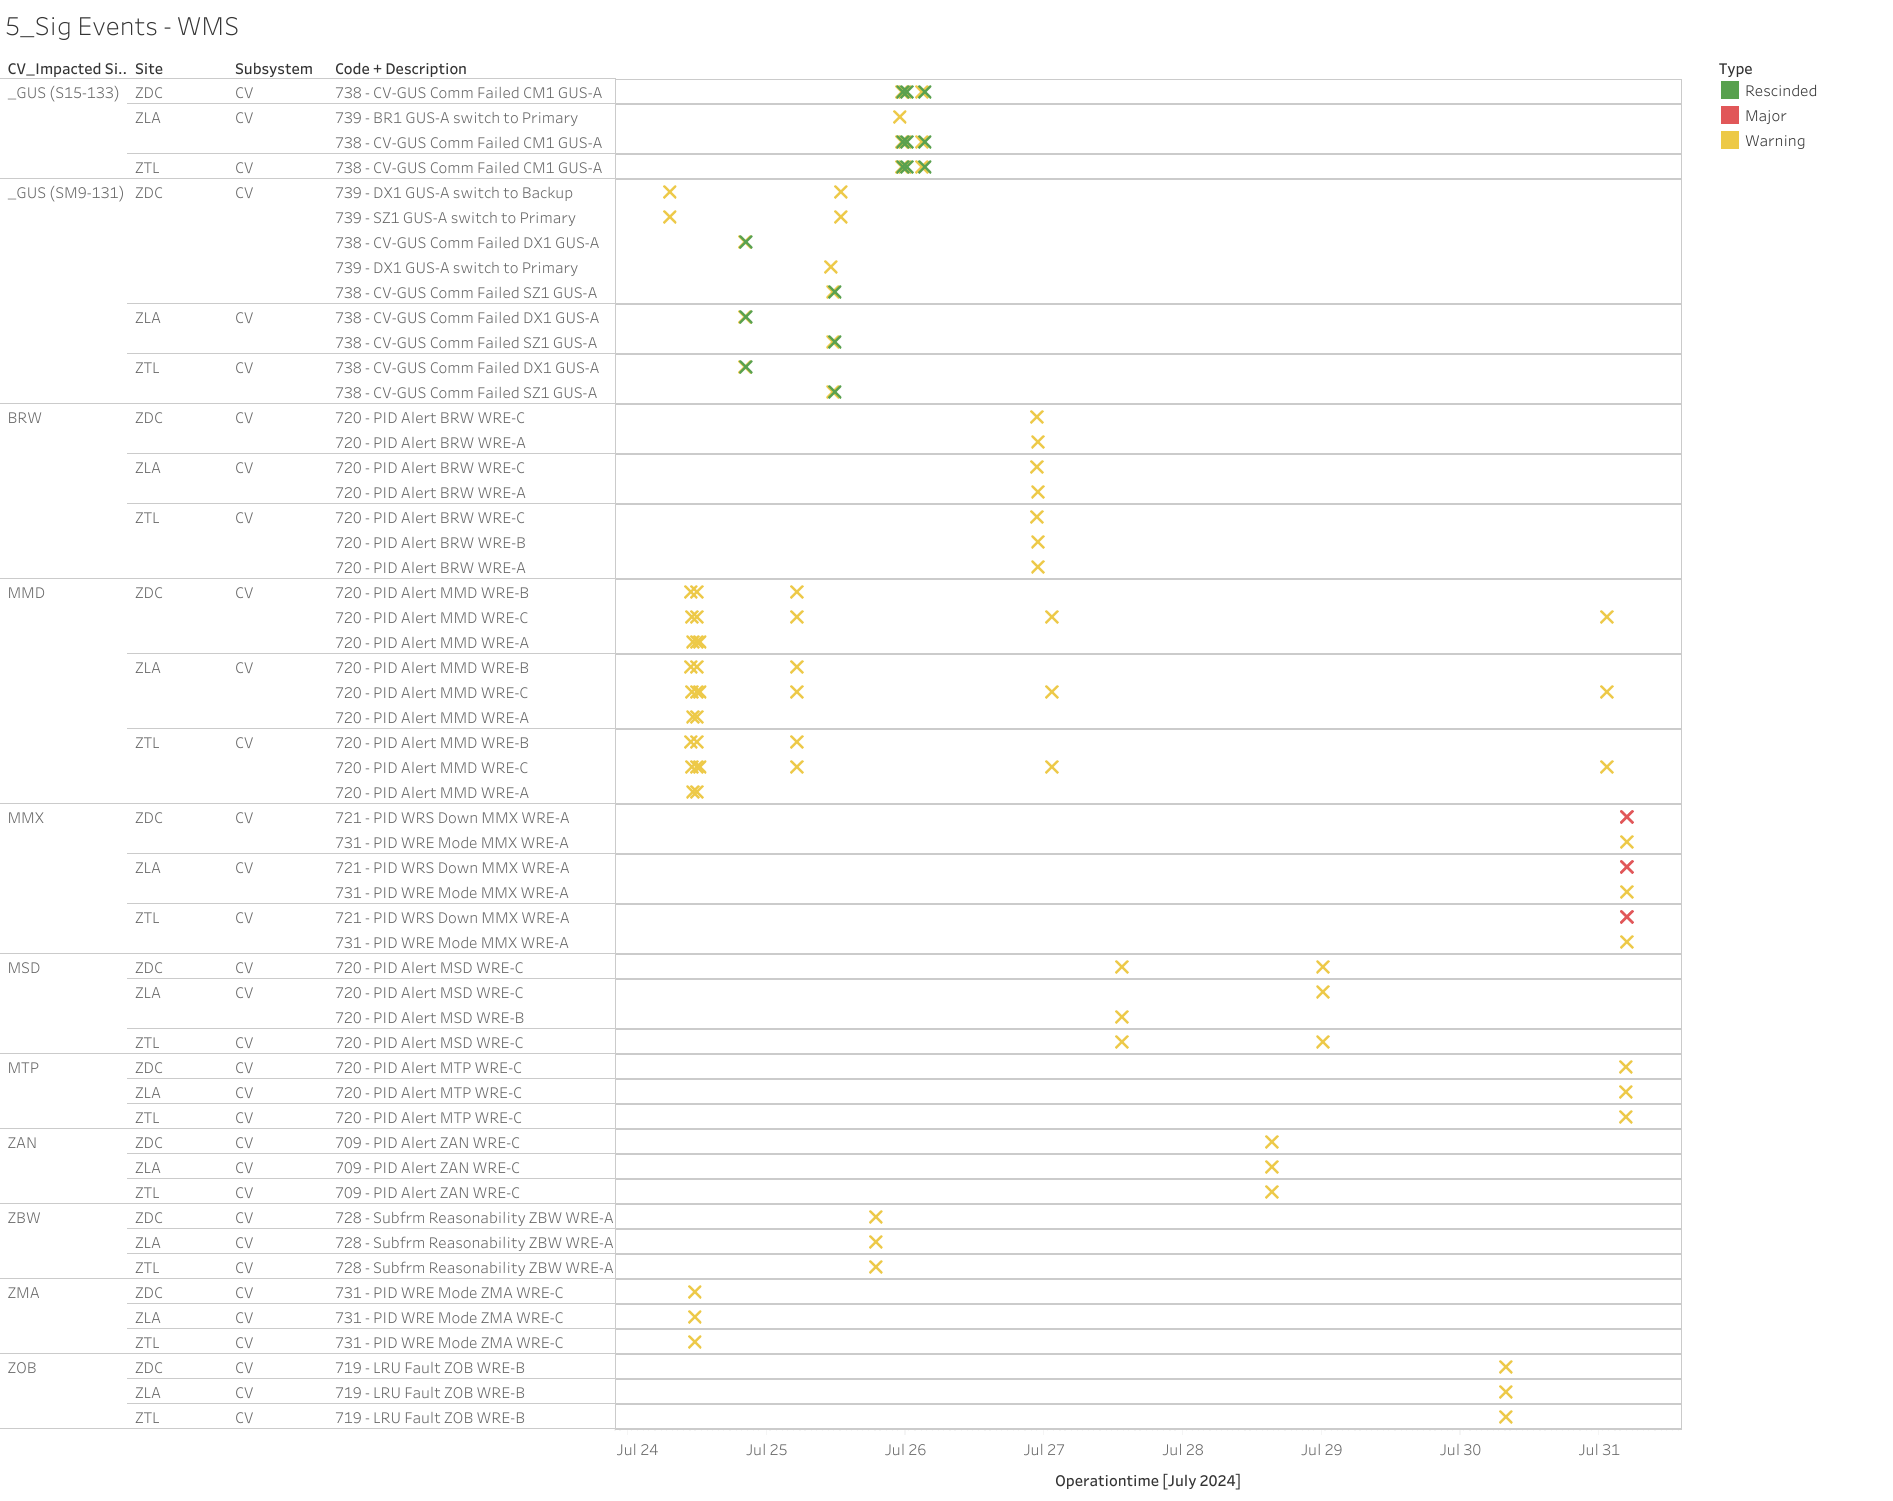 5_Sig Events - WMS
CV_Impacted Si.. Site Subsystem Code + Description
Type
Rescinded
Major
Warning
_GUS (S15-133) ZDC CV 738 - CV-GUS Comm Failed CM1 GUS-A
ZLA CV 739 - BR1 GUS-A switch to Primary
738 - CV-GUS Comm Failed CM1 GUS-A
ZTL CV 738 - CV-GUS Comm Failed CM1 GUS-A
_GUS (SM9-131) ZDC CV 739 - DX1 GUS-A switch to Backup
739 - SZ1 GUS-A switch to Primary
738 - CV-GUS Comm Failed DX1 GUS-A
739 - DX1 GUS-A switch to Primary
738 - CV-GUS Comm Failed SZ1 GUS-A
ZLA CV 738 - CV-GUS Comm Failed DX1 GUS-A
738 - CV-GUS Comm Failed SZ1 GUS-A
ZTL CV 738 - CV-GUS Comm Failed DX1 GUS-A
738 - CV-GUS Comm Failed SZ1 GUS-A
BRW ZDC CV 720 - PID Alert BRW WRE-C
720 - PID Alert BRW WRE-A
ZLA CV 720 - PID Alert BRW WRE-C
720 - PID Alert BRW WRE-A
ZTL CV 720 - PID Alert BRW WRE-C
720 - PID Alert BRW WRE-B
720 - PID Alert BRW WRE-A
MMD ZDC CV 720 - PID Alert MMD WRE-B
720 - PID Alert MMD WRE-C
720 - PID Alert MMD WRE-A
ZLA CV 720 - PID Alert MMD WRE-B
720 - PID Alert MMD WRE-C
720 - PID Alert MMD WRE-A
ZTL CV 720 - PID Alert MMD WRE-B
720 - PID Alert MMD WRE-C
720 - PID Alert MMD WRE-A
MMX ZDC CV 721 - PID WRS Down MMX WRE-A
731 - PID WRE Mode MMX WRE-A
ZLA CV 721 - PID WRS Down MMX WRE-A
731 - PID WRE Mode MMX WRE-A
ZTL CV 721 - PID WRS Down MMX WRE-A
731 - PID WRE Mode MMX WRE-A
MSD ZDC CV 720 - PID Alert MSD WRE-C
ZLA CV 720 - PID Alert MSD WRE-C
720 - PID Alert MSD WRE-B
ZTL CV 720 - PID Alert MSD WRE-C
MTP ZDC CV 720 - PID Alert MTP WRE-C
ZLA CV 720 - PID Alert MTP WRE-C
ZTL CV 720 - PID Alert MTP WRE-C
ZAN ZDC CV 709 - PID Alert ZAN WRE-C
ZLA CV 709 - PID Alert ZAN WRE-C
ZTL CV 709 - PID Alert ZAN WRE-C
ZBW ZDC CV 728 - Subfrm Reasonability ZBW WRE-A
ZLA CV 728 - Subfrm Reasonability ZBW WRE-A
ZTL CV 728 - Subfrm Reasonability ZBW WRE-A
ZMA ZDC CV 731 - PID WRE Mode ZMA WRE-C
ZLA CV 731 - PID WRE Mode ZMA WRE-C
ZTL CV 731 - PID WRE Mode ZMA WRE-C
ZOB ZDC CV 719 - LRU Fault ZOB WRE-B
ZLA CV 719 - LRU Fault ZOB WRE-B
ZTL CV 719 - LRU Fault ZOB WRE-B
Jul 24 Jul 25 Jul 26 Jul 27 Jul 28 Jul 29 Jul 30 Jul 31
Operationtime [July 2024]